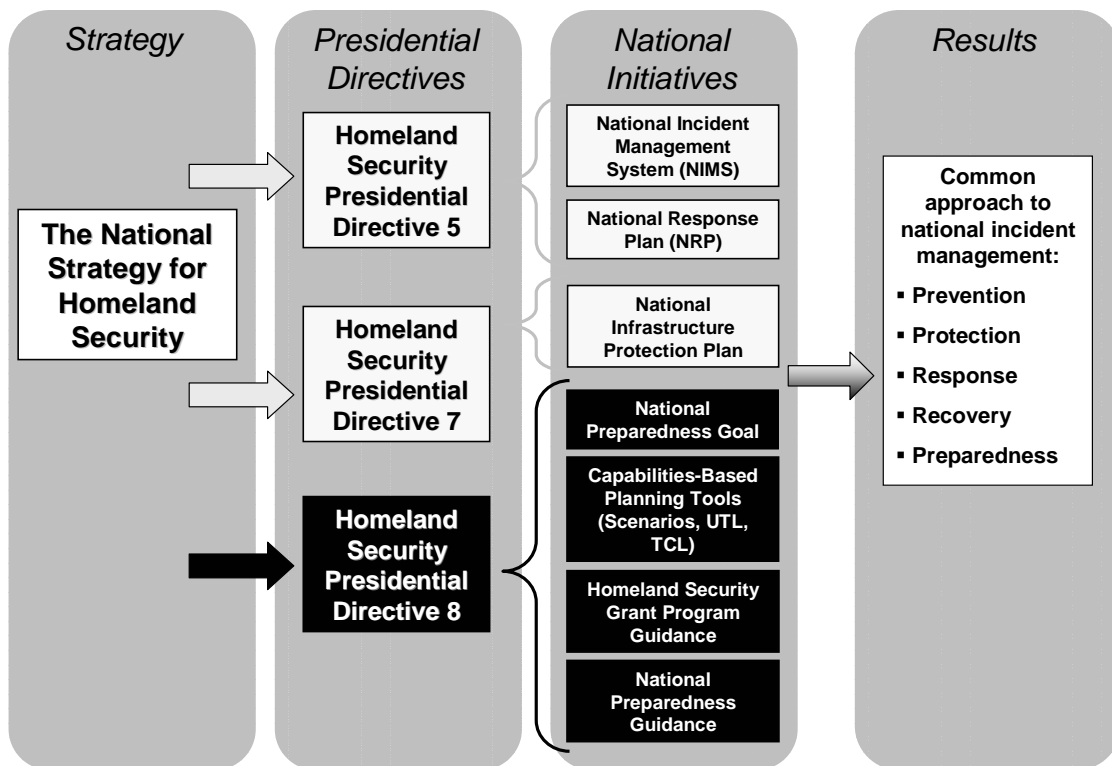 Strategy
The National
Strategy for
Homeland
Security
Presidential
Directives
Homeland
Security
Presidential
Directive 5
Homeland
Security
Presidential
Directive 7
Homeland
Security
Presidential
Directive 8
National
Initiatives
National Incident
Management
System (NIMS)
National Response
Plan (NRP)
National
Infrastructure
Protection Plan
National
Preparedness Goal
Capabilities-Based
Planning Tools
(Scenarios, UTL,
TCL)
Homeland Security
Grant Program
Guidance
National
Preparedness
Guidance
Results
Common
approach to
national incident
management:
▪ Prevention
▪ Protection
▪ Response
▪ Recovery
▪ Preparedness